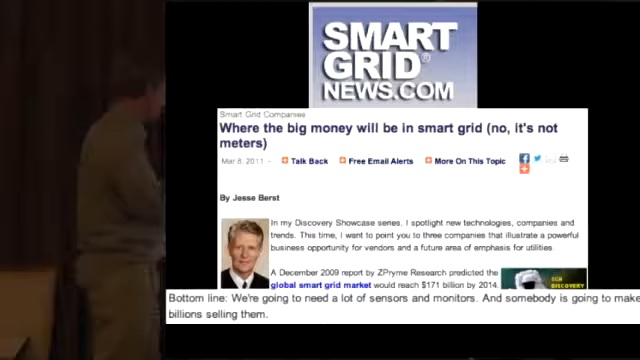 SMART
GRID®
NEWS.COM
Smart Grid Companies
Where the big money will be in smart grid (no, it's not
meters)
Mar 8, 2011 - Talk Back Free Email Alerts More On This Topic
By Jesse Berst
In my Discovery Showcase series, I spotlight new technologies, companies and
trends. This time, I want to point you to three companies that illustrate a powerful
business opportunity for vendors and a future area of emphasis for utilities.
A December 2009 report by ZPryme Research predicted the
global smart grid market would reach $171 billion by 2014.
SGN
DISCOVERY
Bottom line: We're going to need a lot of sensors and monitors. And somebody is going to make
billions selling them.